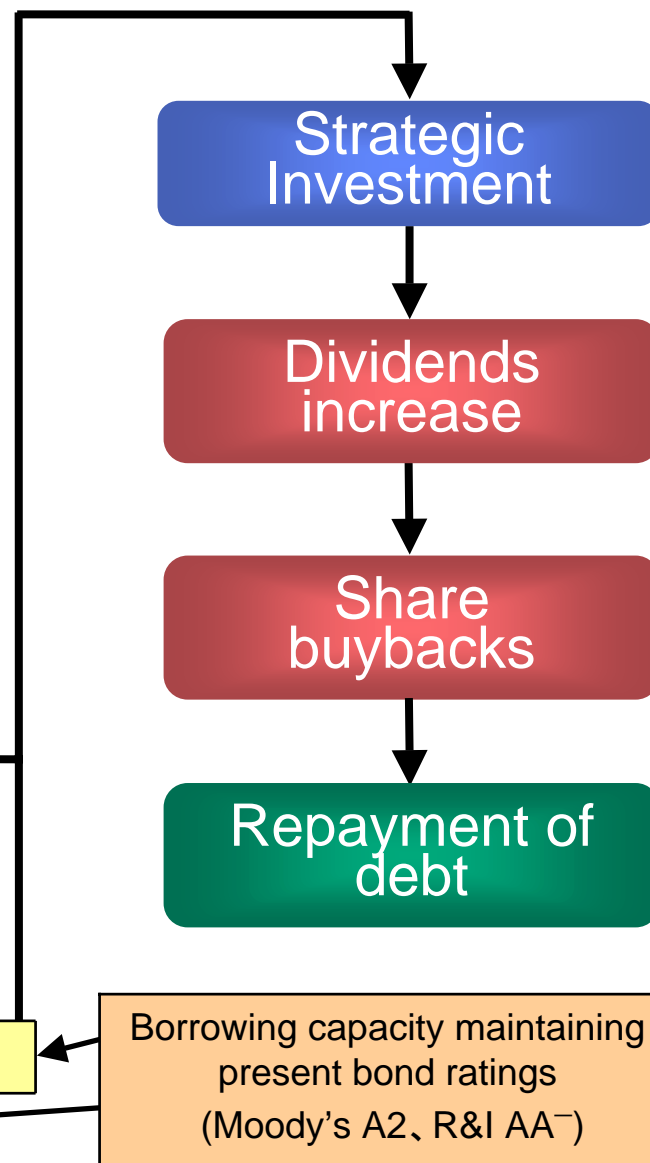 Strategic
Investment
Dividends
increase
Share
buybacks
Repayment of
debt
Borrowing capacity maintaining
present bond ratings
(Moody's A2、R&I AA–)